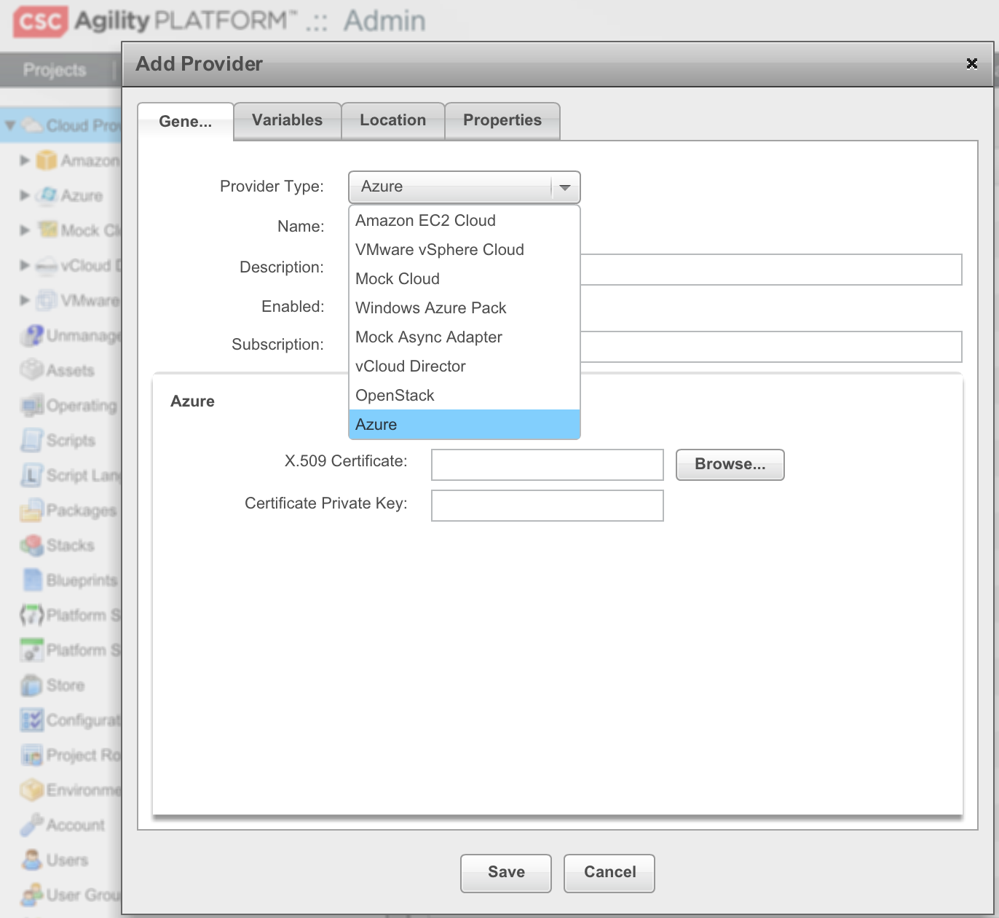 CSC Agility PLATFORM™ .:: Admin
Projects
Add Provider
Gene...
Variables
Location
Properties
Cloud Prov
Amazon
Azure
Mock Cl
vCloud D
VMware
Unmanage
Assets
Operating
Scripts
Script Lang
Packages
Stacks
Blueprints
Platform S
Platform S
Store
Configurat
Project Ro
Environme
Account
Users
User Grou
Provider Type:
Azure
Name:
Description:
Enabled:
Subscription:
Amazon EC2 Cloud
VMware vSphere Cloud
Mock Cloud
Windows Azure Pack
Mock Async Adapter
vCloud Director
OpenStack
Azure
Azure
X.509 Certificate:
Browse...
Certificate Private Key:
Save
Cancel